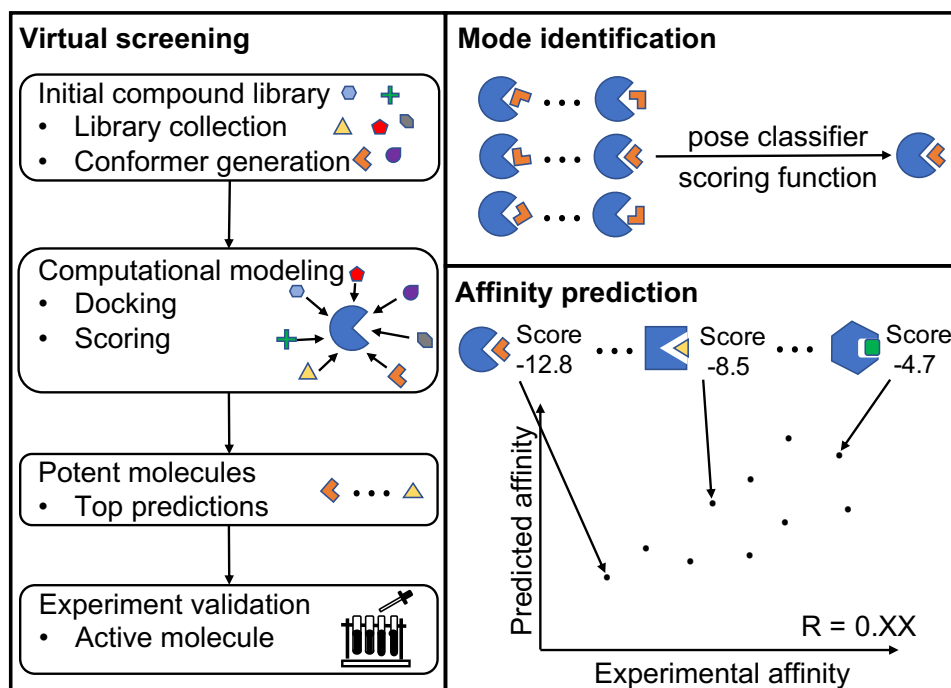 Virtual screening
Initial compound library
• Library collection
• Conformer generation
Computational modeling
• Docking
• Scoring
Potent molecules
• Top predictions
Experiment validation
• Active molecule
Mode identification
pose classifier
scoring function
Affinity prediction
Score
-12.8
Score
-8.5
Score
-4.7
Predicted affinity
R = 0.XX
Experimental affinity